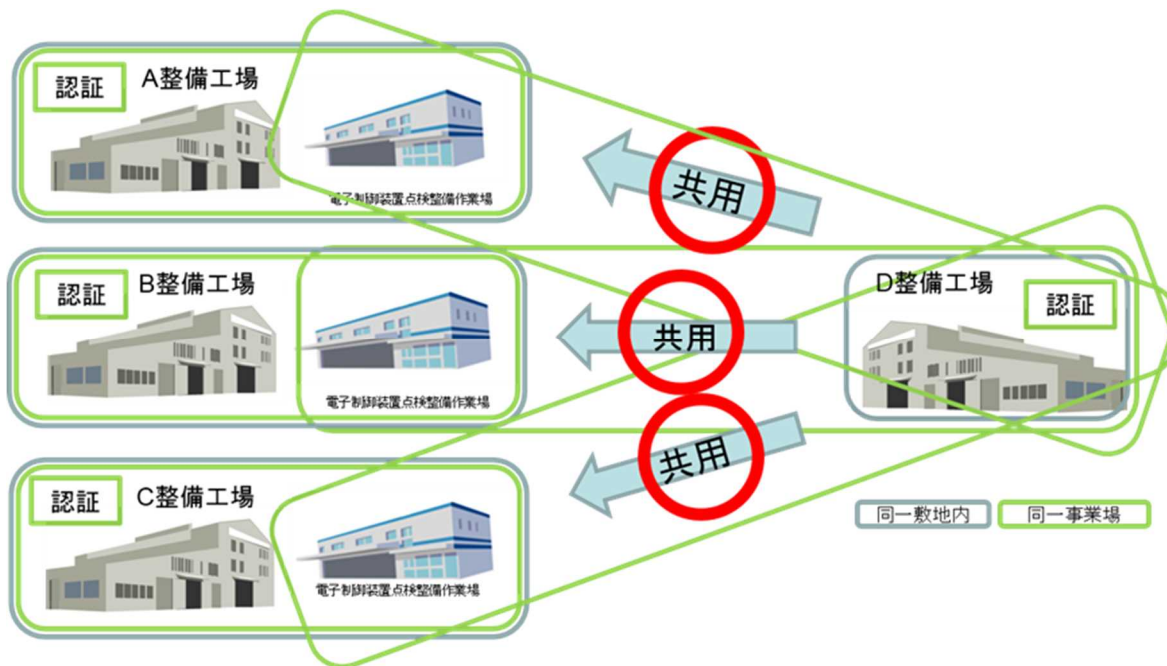 認証
A整備工場
電子制御装置点検整備作業場
共用
認証
B整備工場
電子制御装置点検整備作業場
共用
D整備工場
認証
認証
C整備工場
電子制御装置点検整備作業場
共用
同一敷地内
同一事業場